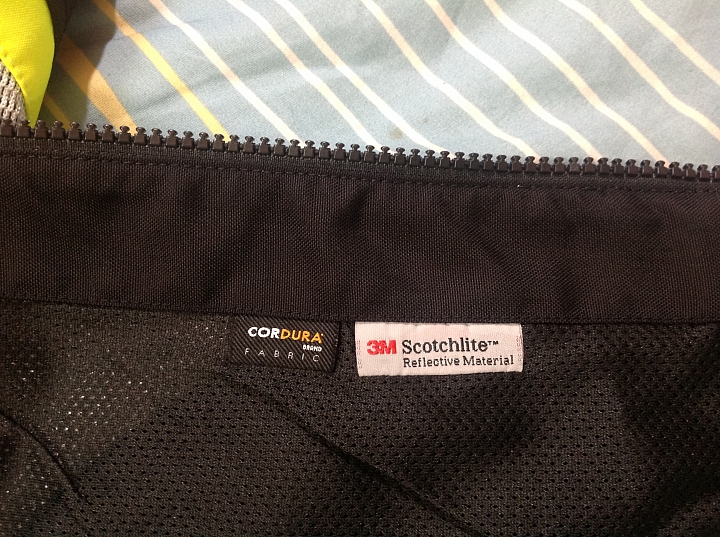 CORDURA®
BRAND
FABRIC
3M Scotchlite™
Reflective Material